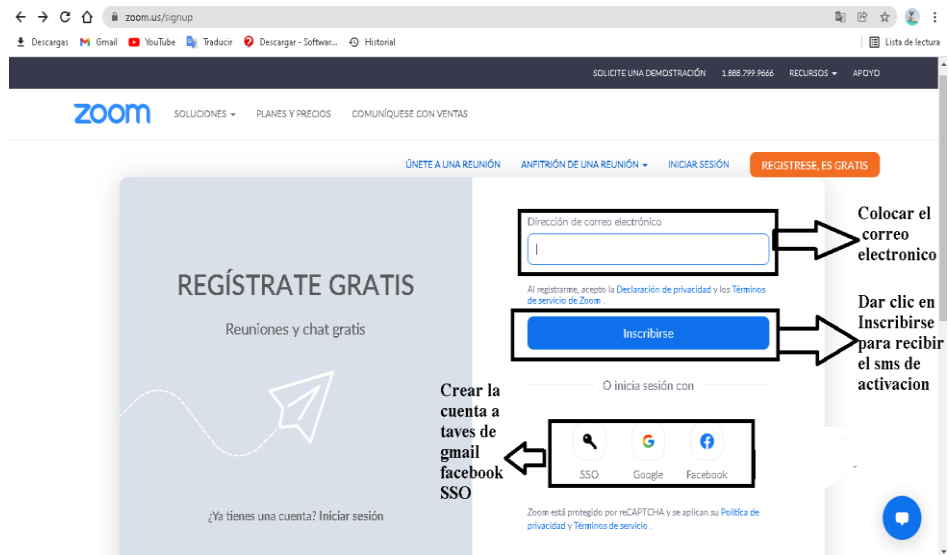 zoom.us/signup
Descargas Gmail YouTube Traducir Descargar - Softwar... Historial Lista de lectura
SOLICITE UNA DEMOSTRACIÓN 1.888.799.9666 RECURSOS APOYO
zoom SOLUCIONES PLANES Y PRECIOS COMUNÍQUESE CON VENTAS
ÚNETE A UNA REUNIÓN ANFITRIÓN DE UNA REUNIÓN INICIAR SESIÓN REGISTRESE, ES GRATIS
REGÍSTRATE GRATIS
Reuniones y chat gratis
¿Ya tienes una cuenta? Iniciar sesión
Dirección de correo electrónico
Al registrarme, acepto la Declaración de privacidad y los Términos
de servicio de Zoom .
Inscribirse
O inicia sesión con
SSO Google Facebook
Zoom está protegido por reCAPTCHA y se aplican su Política de
privacidad y Términos de servicio .
Colocar el
correo
electronico
Dar clic en
Inscribirse
para recibir
el sms de
activacion
Crear la
cuenta a
taves de
gmail
facebook
SSO